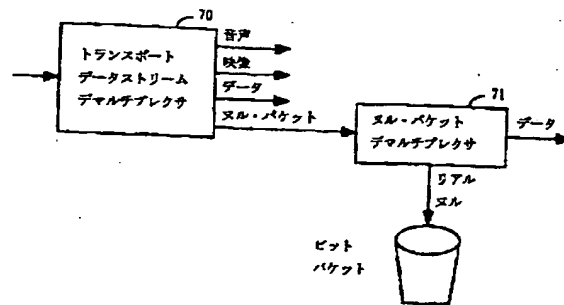 70
トランスポート
データストリーム
デマルチプレクサ
音声
映像
データ
ヌル・パケット
71
ヌル・パケット
デマルチプレクサ
データ
リアル
ヌル
ビット
バケット